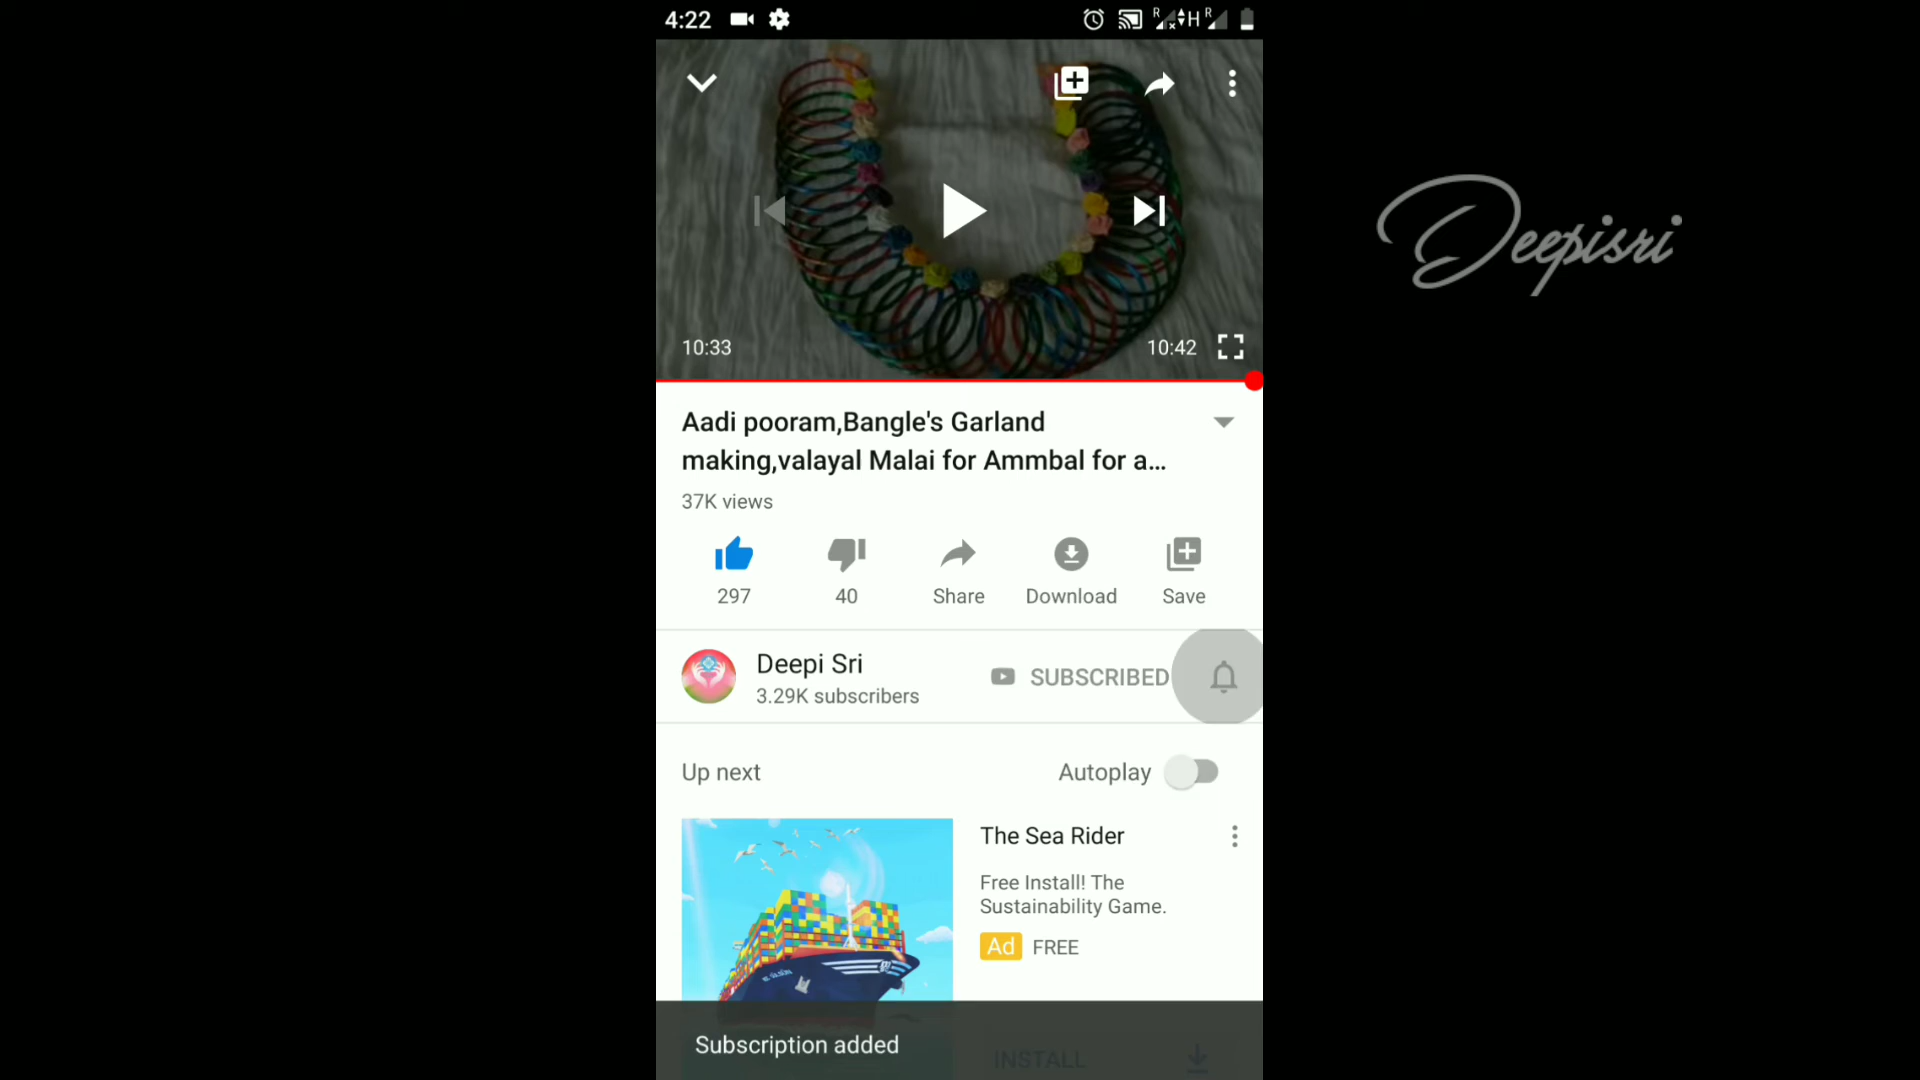 4:22
R
H
R
Deepisri
10:33
10:42
Aadi pooram,Bangle's Garland
making,valayal Malai for Ammbal for a...
37K views
297
40
Share
Download
Save
Deepi Sri
SUBSCRIBED
3.29K subscribers
Up next
Autoplay
The Sea Rider
Free Install! The
Sustainability Game.
Ad FREE
Subscription added
INSTALL